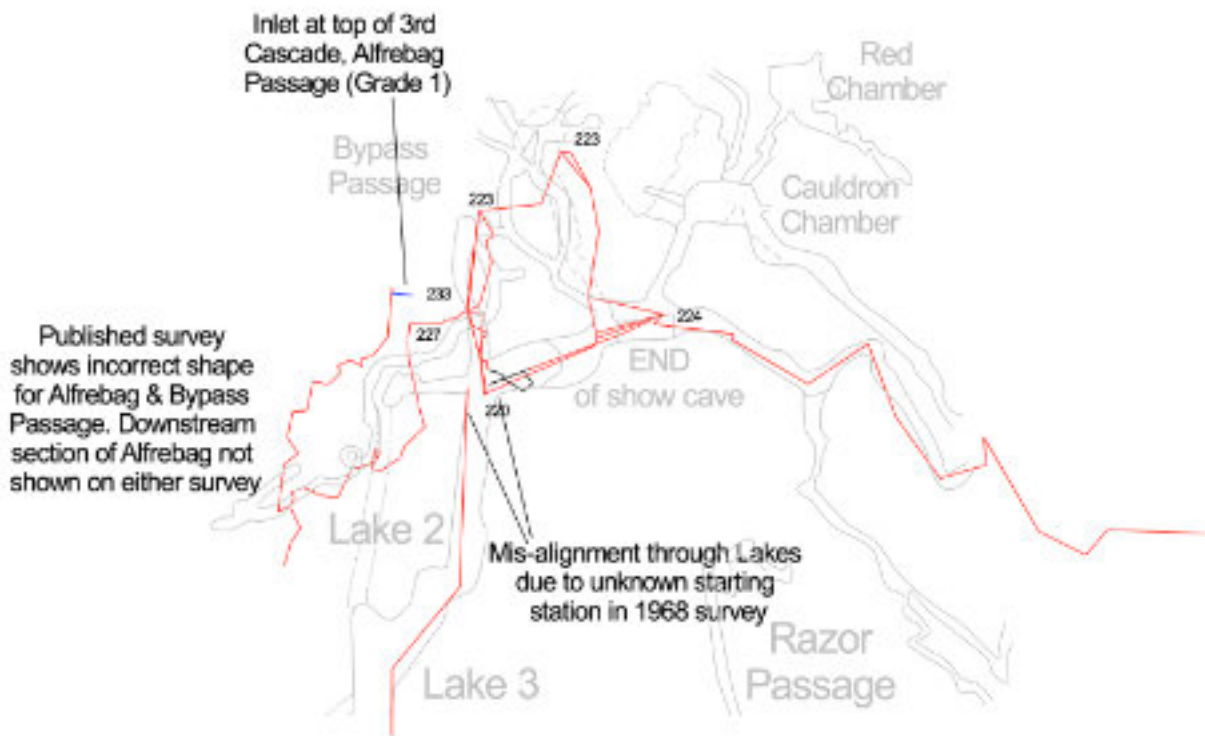 Inlet at top of 3rd
Cascade, Alfrebag
Passage (Grade 1)
Red
Chamber
Bypass
Passage
223
Cauldron
Chamber
223
233
224
227
Published survey
shows incorrect shape
for Alfrebag & Bypass
Passage. Downstream
section of Alfrebag not
shown on either survey
END
of show cave
220
Lake 2
Mis-alignment through Lakes
due to unknown starting
station in 1968 survey
Razor
Passage
Lake 3